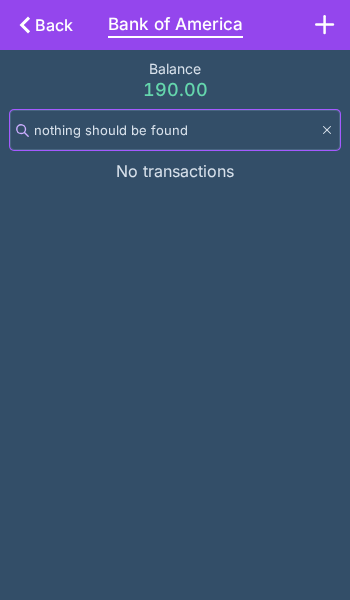 Back
Bank of America
Balance
190.00
nothing should be found
No transactions